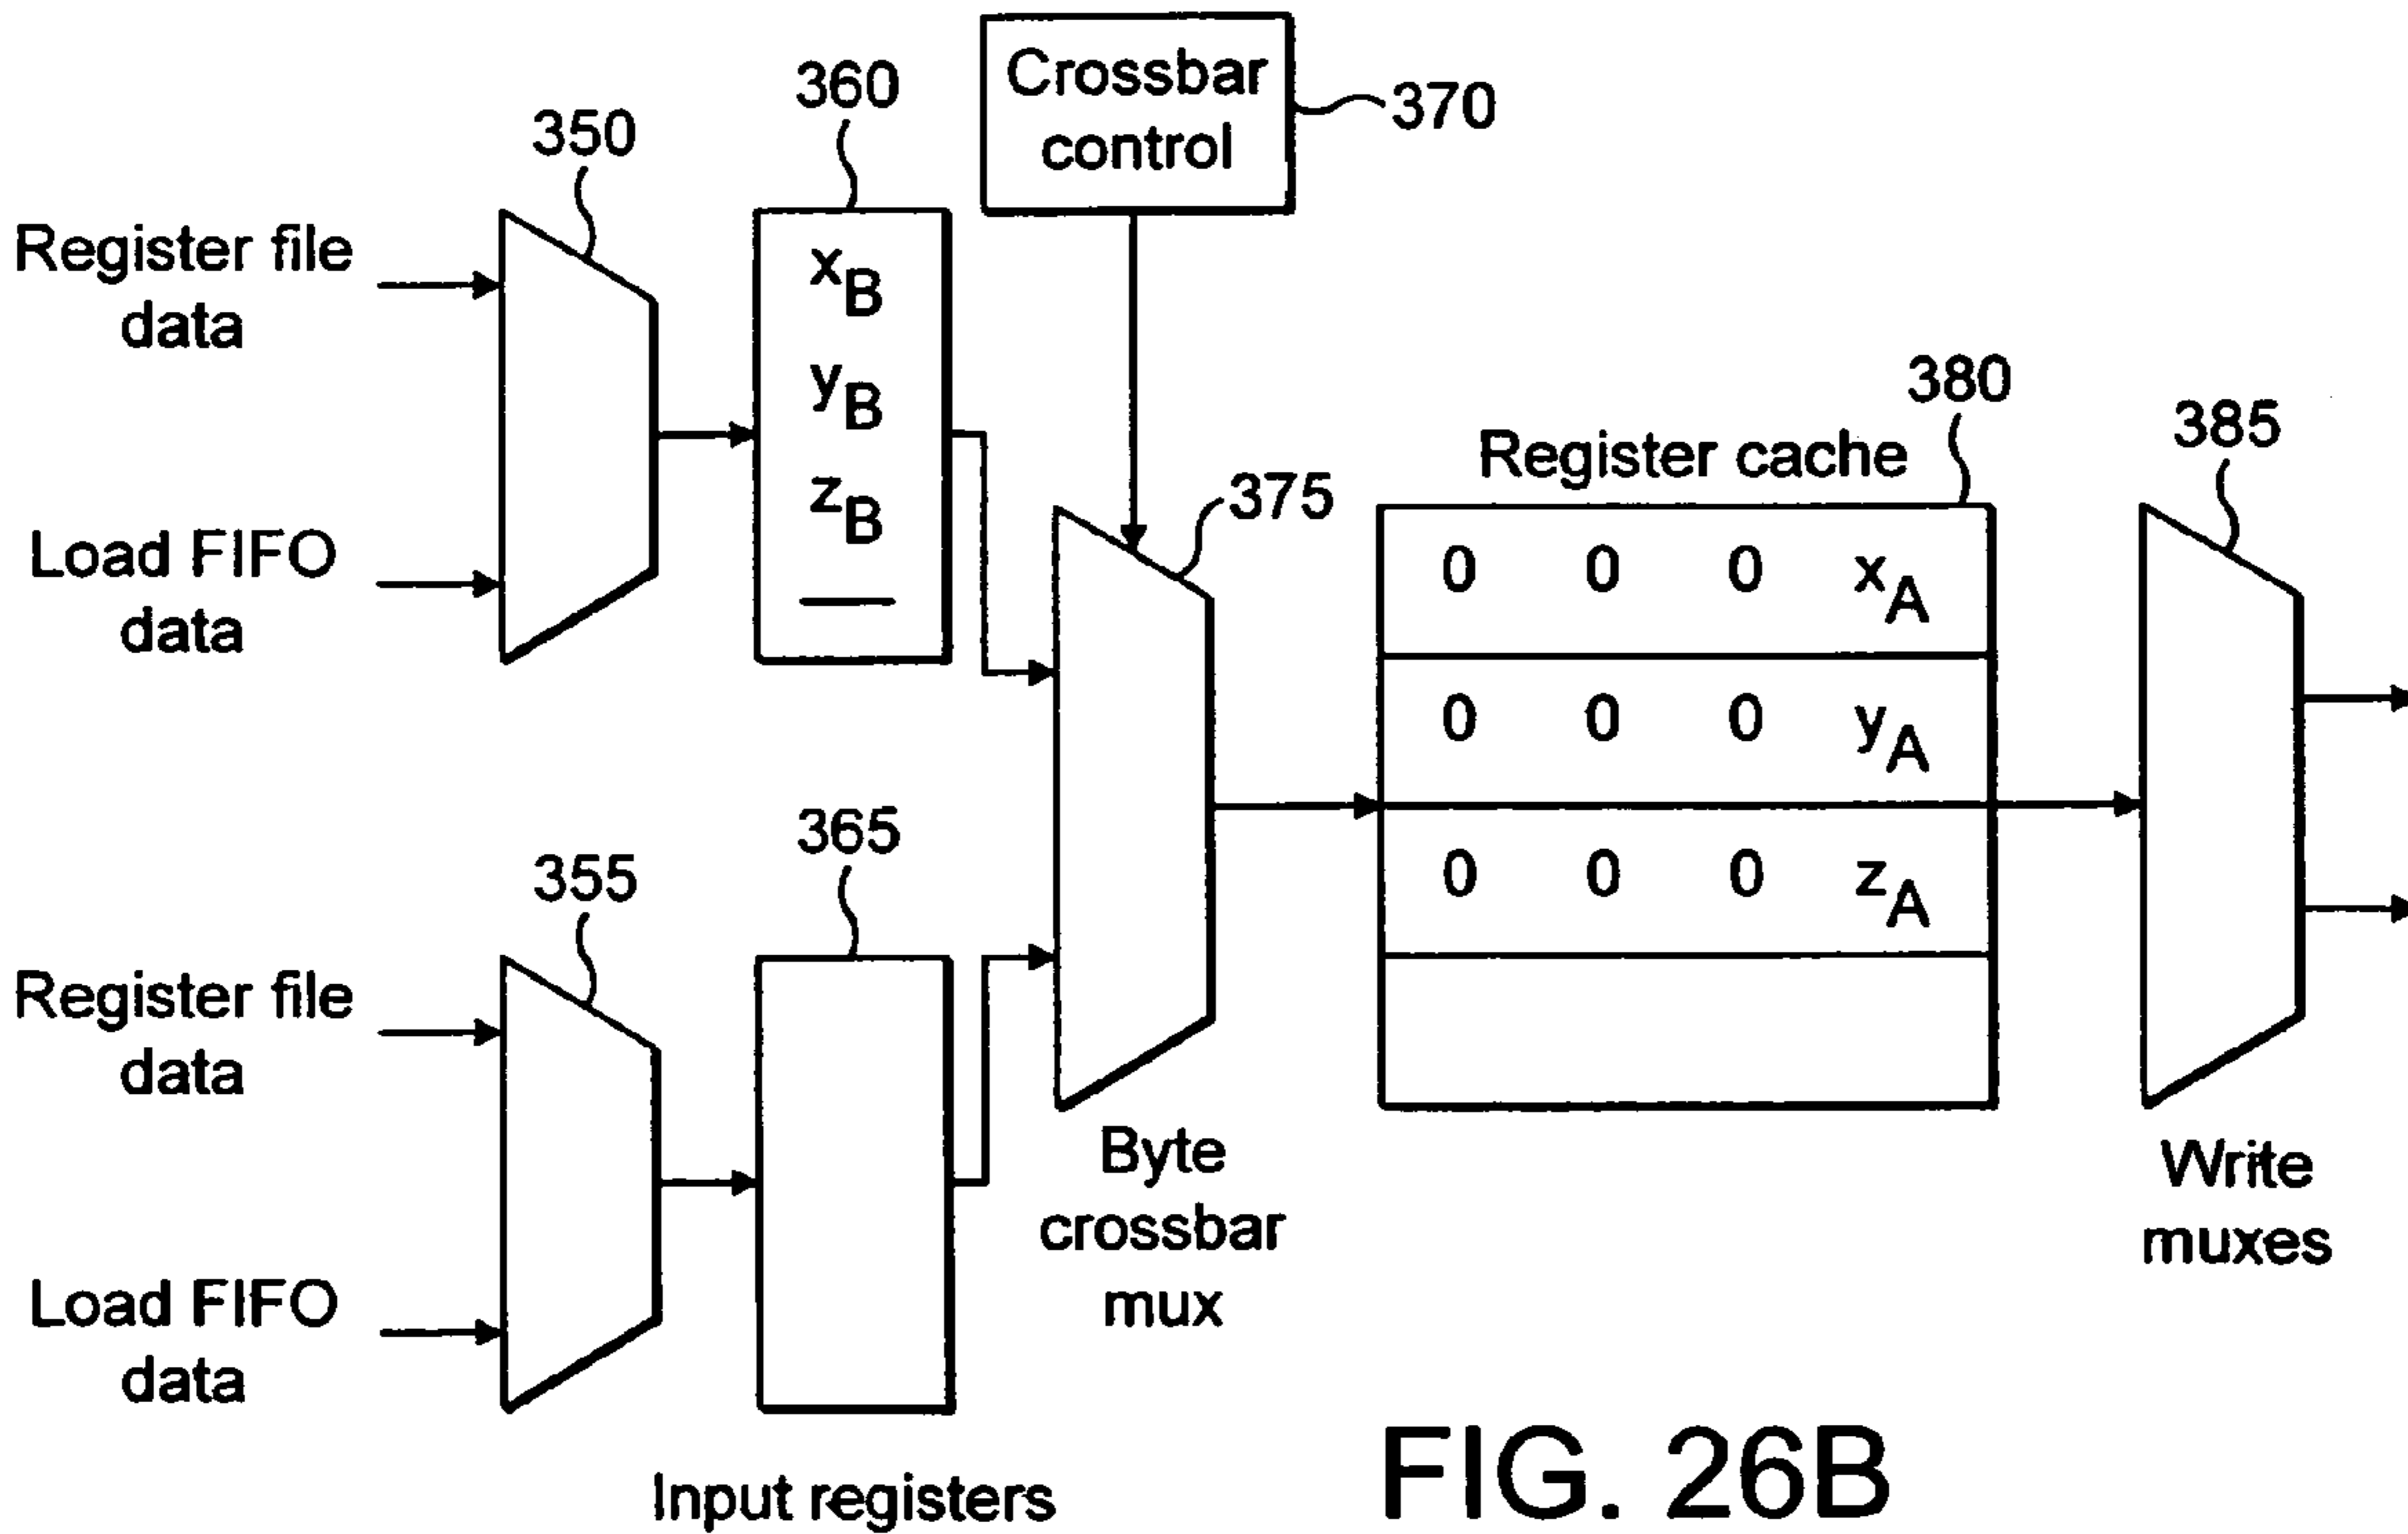 Crossbar
control
370
360
350
Register file
data
Load FIFO
data
xB
yB
zB
375
Register cache
380
385
0 0 0 xA
0 0 0 yA
0 0 0 zA
355
365
Register file
data
Load FIFO
data
Byte
crossbar
mux
Write
muxes
Input registers
FIG. 26B